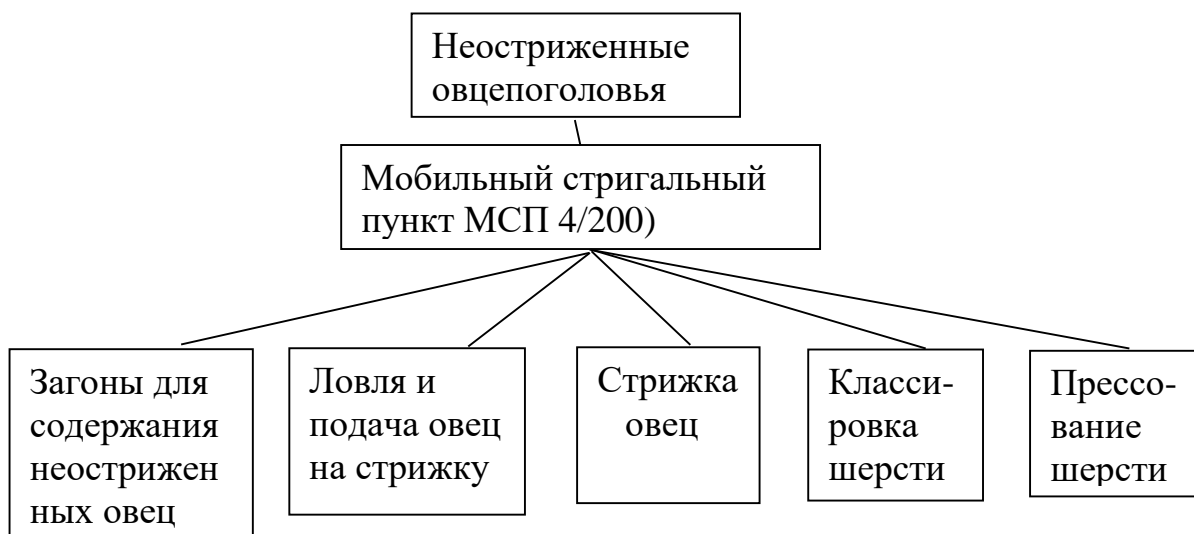 Неостриженные
овцепоголовья
Мобильный стригальный
пункт МСП 4/200)
Загоны для
содержания
неострижен
ных овец
Ловля и
подача овец
на стрижку
Стрижка
овец
Класси-
ровка
шерсти
Прессо-
вание
шерсти